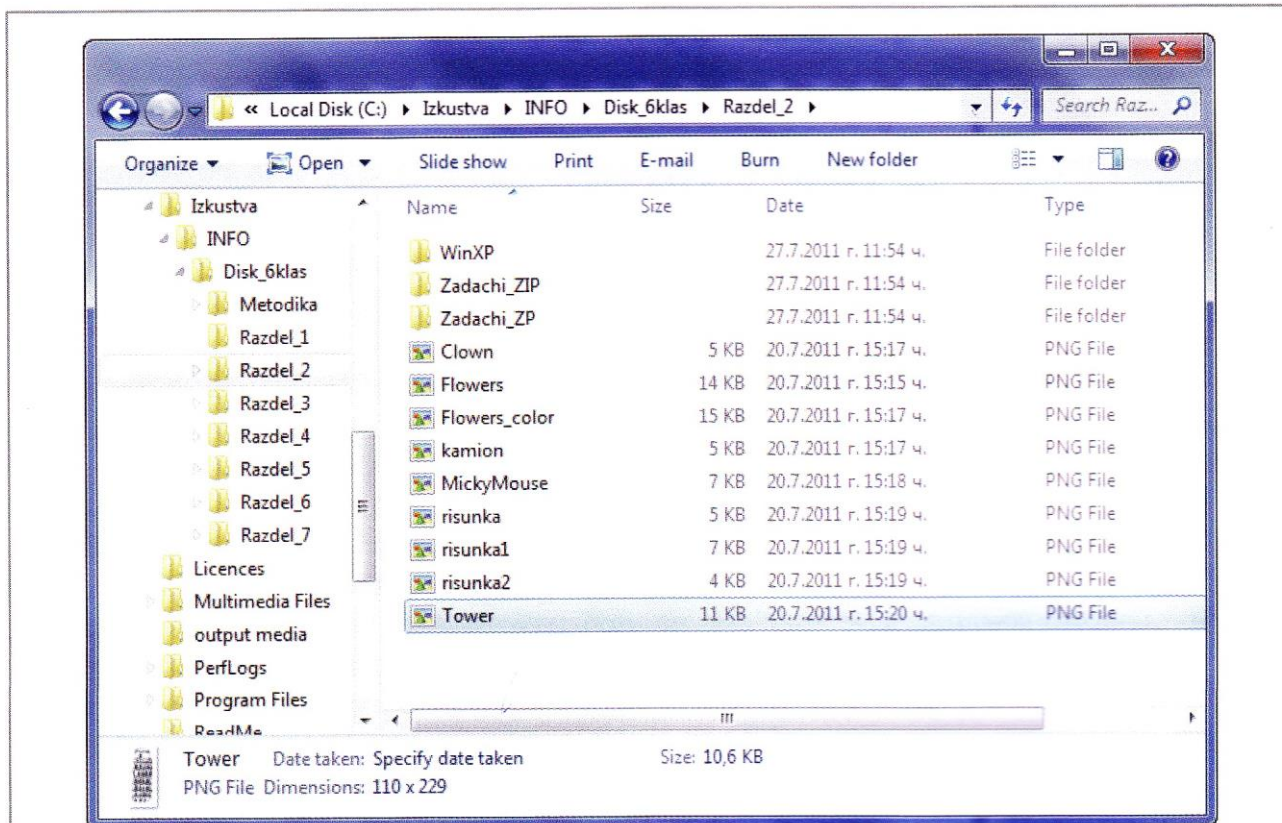 « Local Disk (C:) ▸ Izkustva ▸ INFO ▸ Disk_6klas ▸ Razdel_2 ▸ Search Raz...
Organize Open Slide show Print E-mail Burn New folder
Izkustva
INFO
Disk_6klas
Metodika
Razdel_1
Razdel_2
Razdel_3
Razdel_4
Razdel_5
Razdel_6
Razdel_7
Licences
Multimedia Files
output media
PerfLogs
Program Files
ReadMe
Name Size Date Type
WinXP 27.7.2011 г. 11:54 ч. File folder
Zadachi_ZIP 27.7.2011 г. 11:54 ч. File folder
Zadachi_ZP 27.7.2011 г. 11:54 ч. File folder
Clown 5 KB 20.7.2011 г. 15:17 ч. PNG File
Flowers 14 KB 20.7.2011 г. 15:15 ч. PNG File
Flowers_color 15 KB 20.7.2011 г. 15:17 ч. PNG File
kamion 5 KB 20.7.2011 г. 15:17 ч. PNG File
MickyMouse 7 KB 20.7.2011 г. 15:18 ч. PNG File
risunka 5 KB 20.7.2011 г. 15:19 ч. PNG File
risunka1 7 KB 20.7.2011 г. 15:19 ч. PNG File
risunka2 4 KB 20.7.2011 г. 15:19 ч. PNG File
Tower 11 KB 20.7.2011 г. 15:20 ч. PNG File
Tower Date taken: Specify date taken Size: 10,6 KB
PNG File Dimensions: 110 x 229